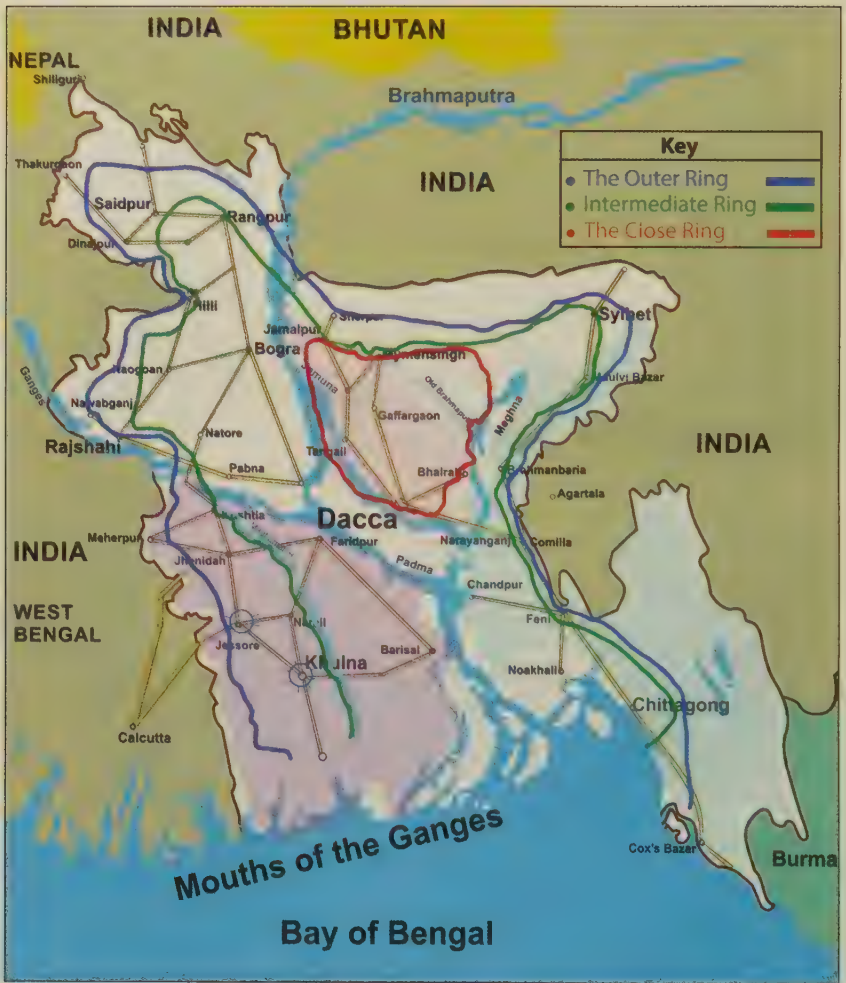 INDIA
BHUTAN
NEPAL
Shiliguri
Brahmaputra
Key
The Outer Ring
Intermediate Ring
The Close Ring
Thakurgaon
INDIA
Saidpur
Rangpur
Dinajpur
Hilli
Sherpur
Sylhet
Jamalpur
Bogra
Mymensingh
Naogoan
Jumuna
Maulvi Bazar
Ganges
Old Brahmaputra
Nawabganj
Gaffargaon
Meghna
Rajshahi
Natore
Tangail
INDIA
Pabna
Bhairab
Brahmanbaria
Agartala
Kushtia
Dacca
Meherpur
Faridpur
Narayanganj
Comilla
INDIA
Jhenidah
Padma
Chandpur
WEST
BENGAL
Narail
Feni
Jessore
Khulna
Barisal
Noakhali
Chittagong
Calcutta
Mouths of the Ganges
Cox's Bazar
Burma
Bay of Bengal